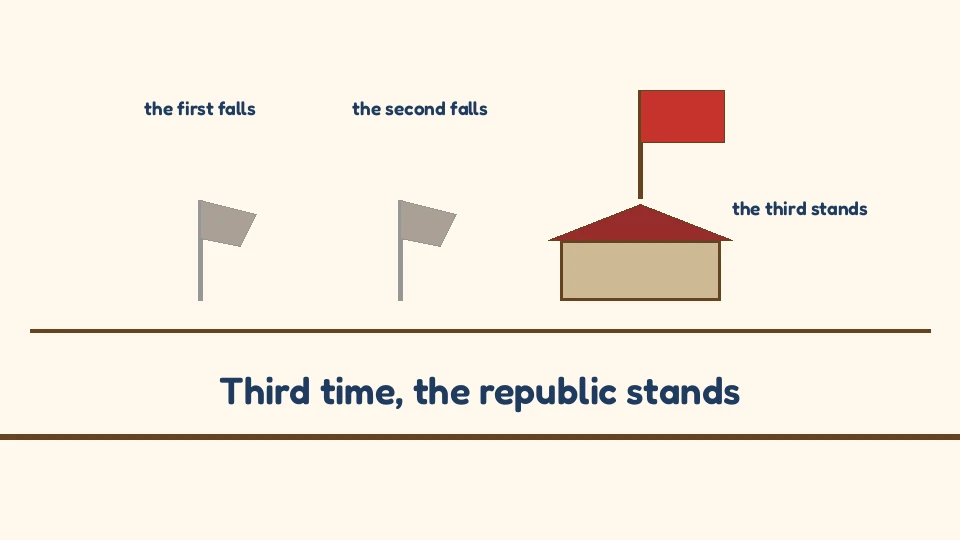 the first falls
the second falls
the third stands
Third time, the republic stands